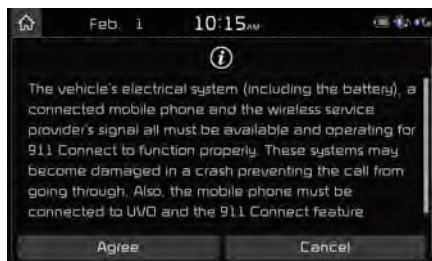 Feb. 1 10:15 AM
The vehicle's electrical system (including the battery), a
connected mobile phone and the wireless service
provider's signal all must be available and operating for
911 Connect to function properly. These systems may
become damaged in a crash preventing the call from
going through. Also, the mobile phone must be
connected to UVO and the 911 Connect feature
Agree Cancel